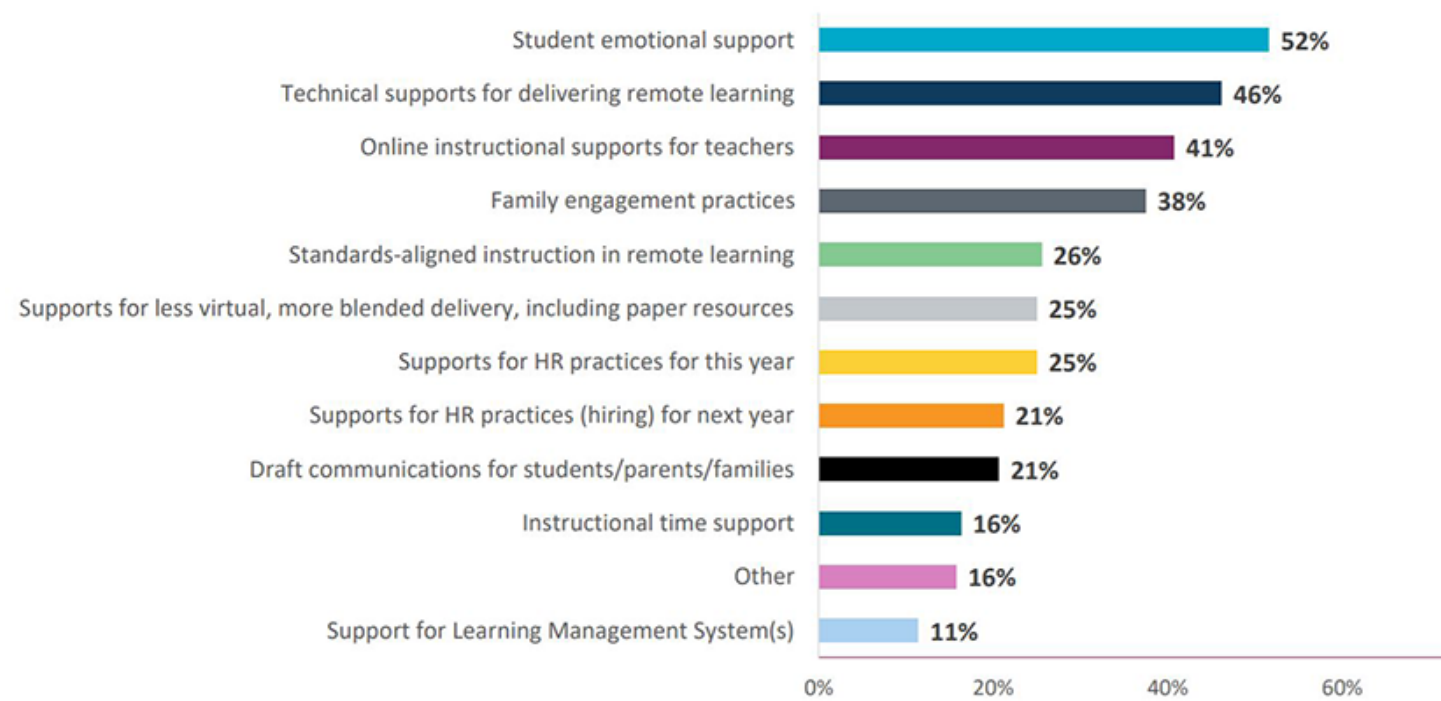 Student emotional support 52%
Technical supports for delivering remote learning 46%
Online instructional supports for teachers 41%
Family engagement practices 38%
Standards-aligned instruction in remote learning 26%
Supports for less virtual, more blended delivery, including paper resources 25%
Supports for HR practices for this year 25%
Supports for HR practices (hiring) for next year 21%
Draft communications for students/parents/families 21%
Instructional time support 16%
Other 16%
Support for Learning Management System(s) 11%
0% 20% 40% 60%